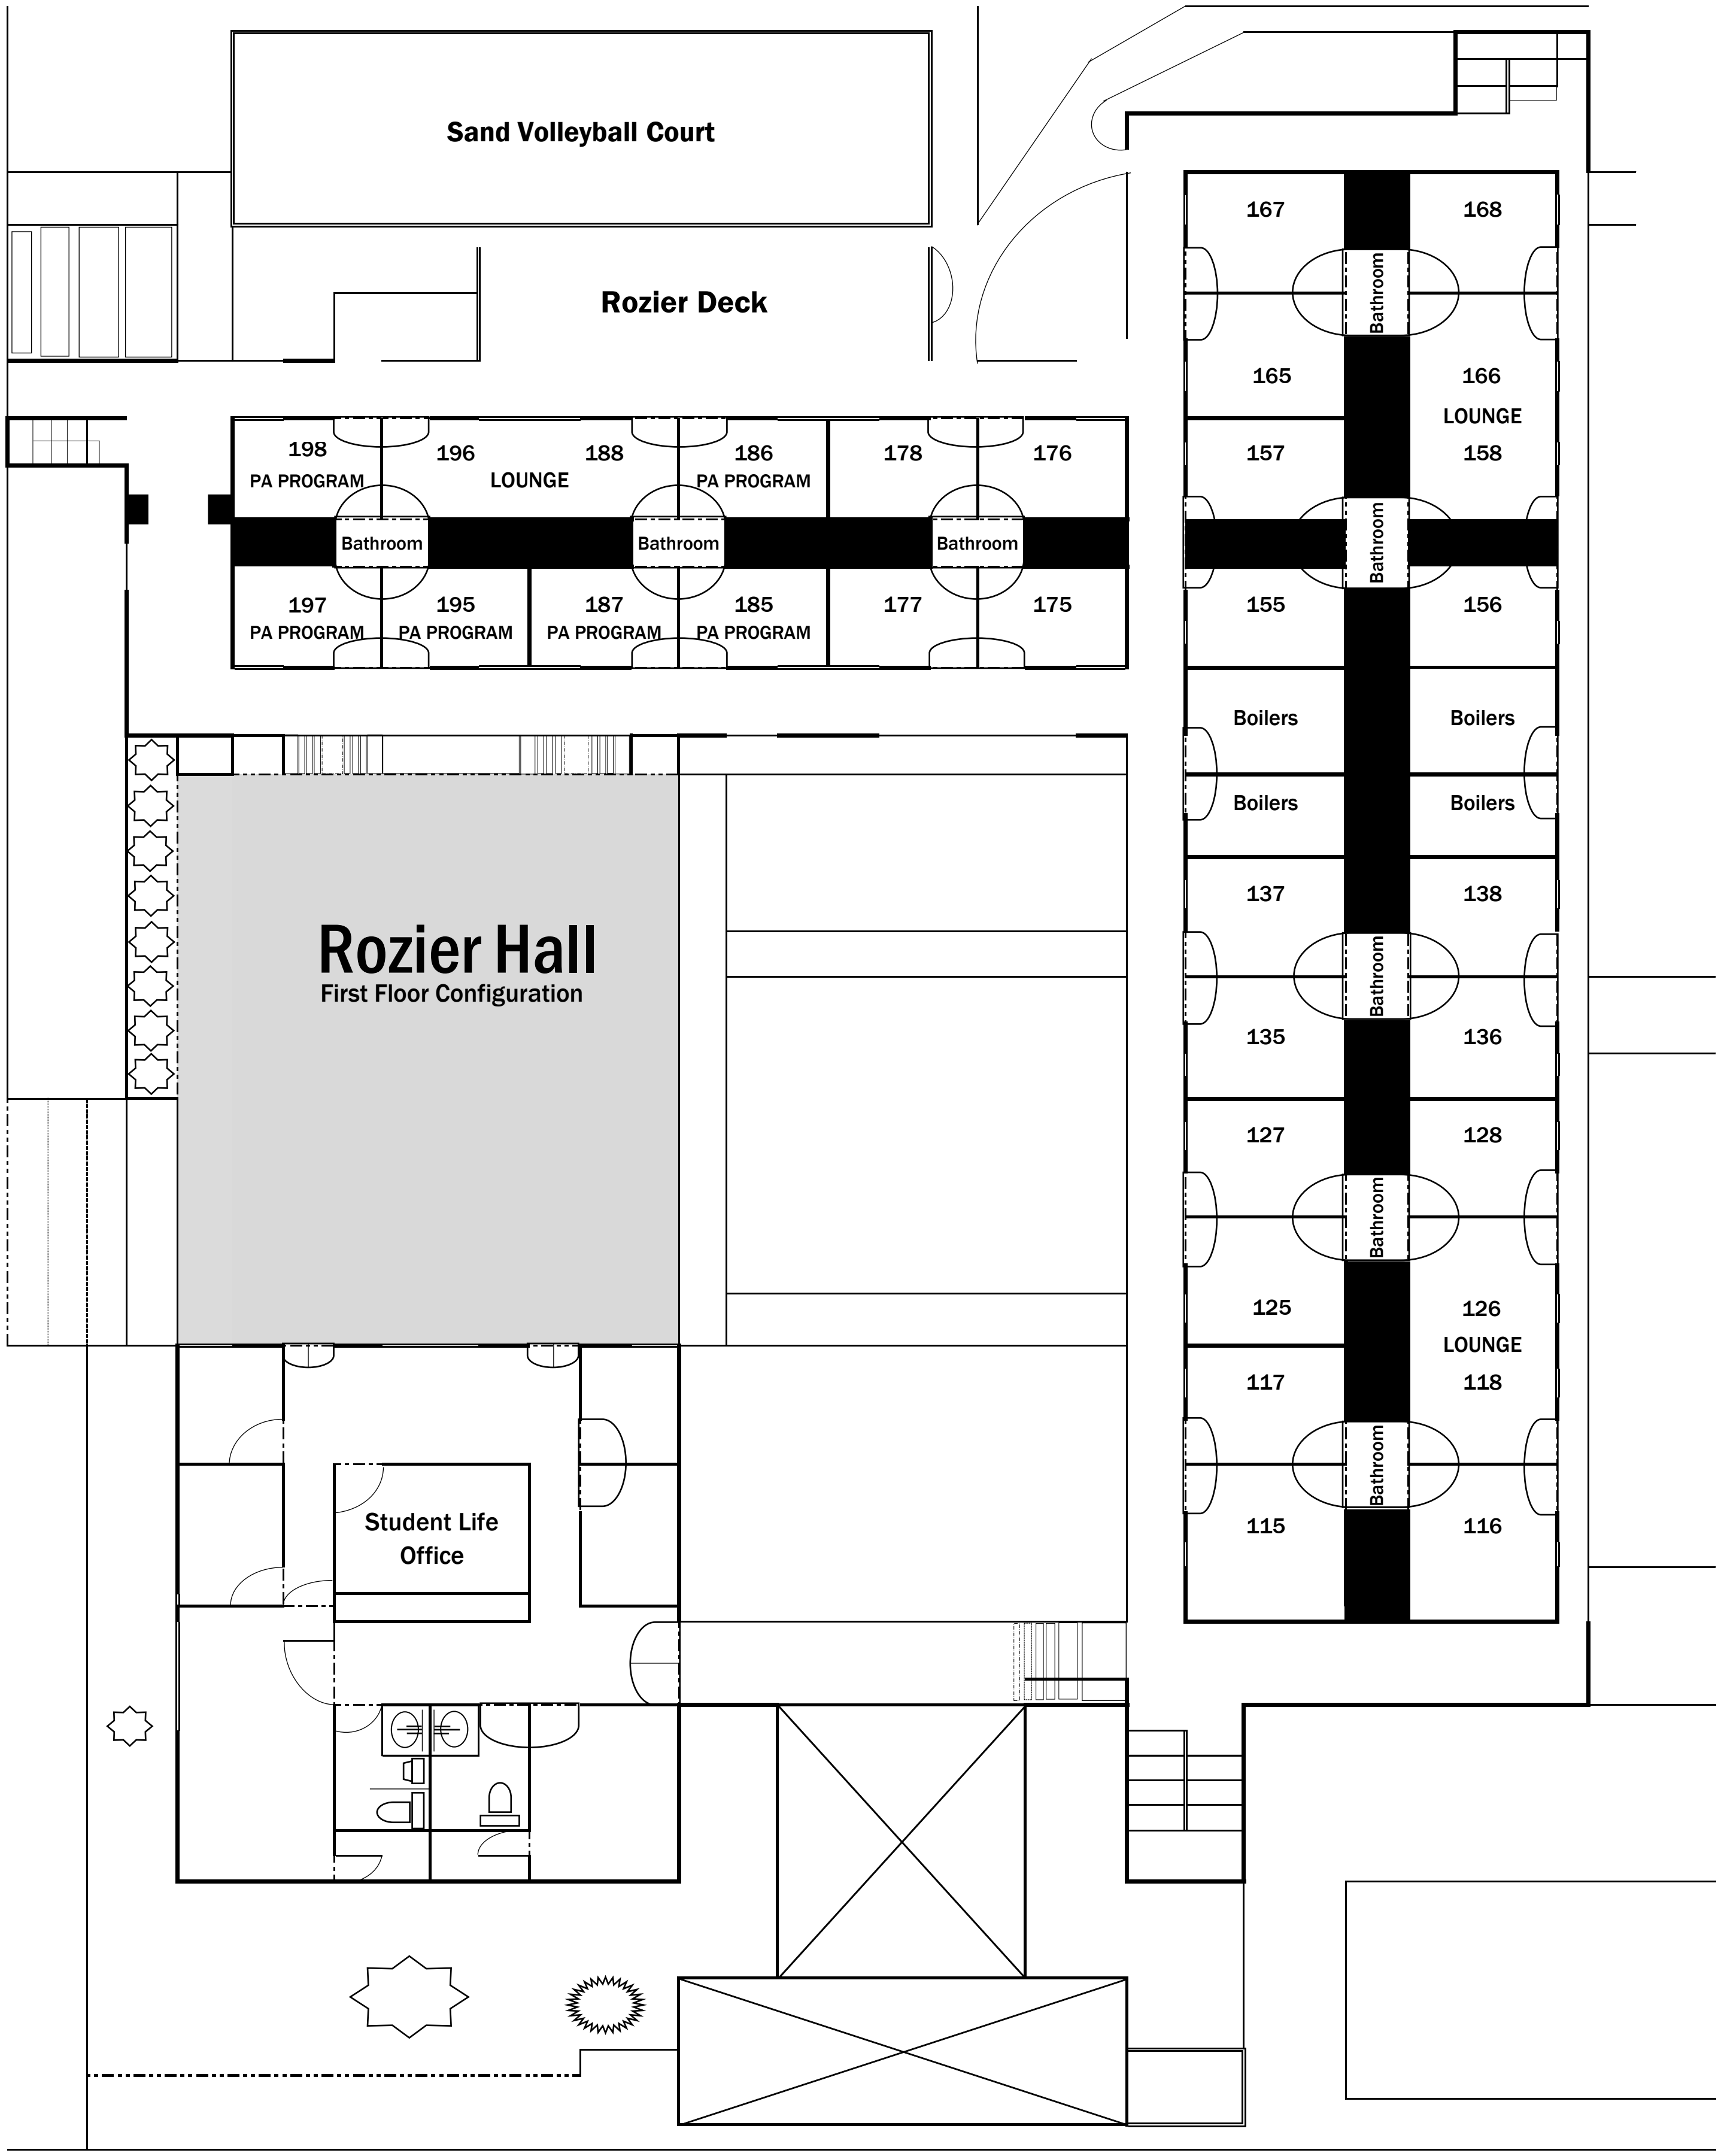 Sand Volleyball Court
Rozier Deck
167
168
Bathroom
165
166
LOUNGE
157
158
Bathroom
155
156
Boilers
Boilers
Boilers
Boilers
137
138
Bathroom
135
136
127
128
Bathroom
125
126
LOUNGE
117
118
Bathroom
115
116
198
PA PROGRAM
196
188
LOUNGE
186
PA PROGRAM
178
176
Bathroom
Bathroom
Bathroom
197
PA PROGRAM
195
PA PROGRAM
187
PA PROGRAM
185
PA PROGRAM
177
175
Rozier Hall
First Floor Configuration
Student Life
Office